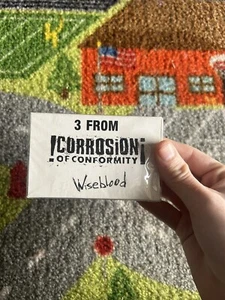 3 FROM
!CORROSION!
OF CONFORMITY
Wiseblood